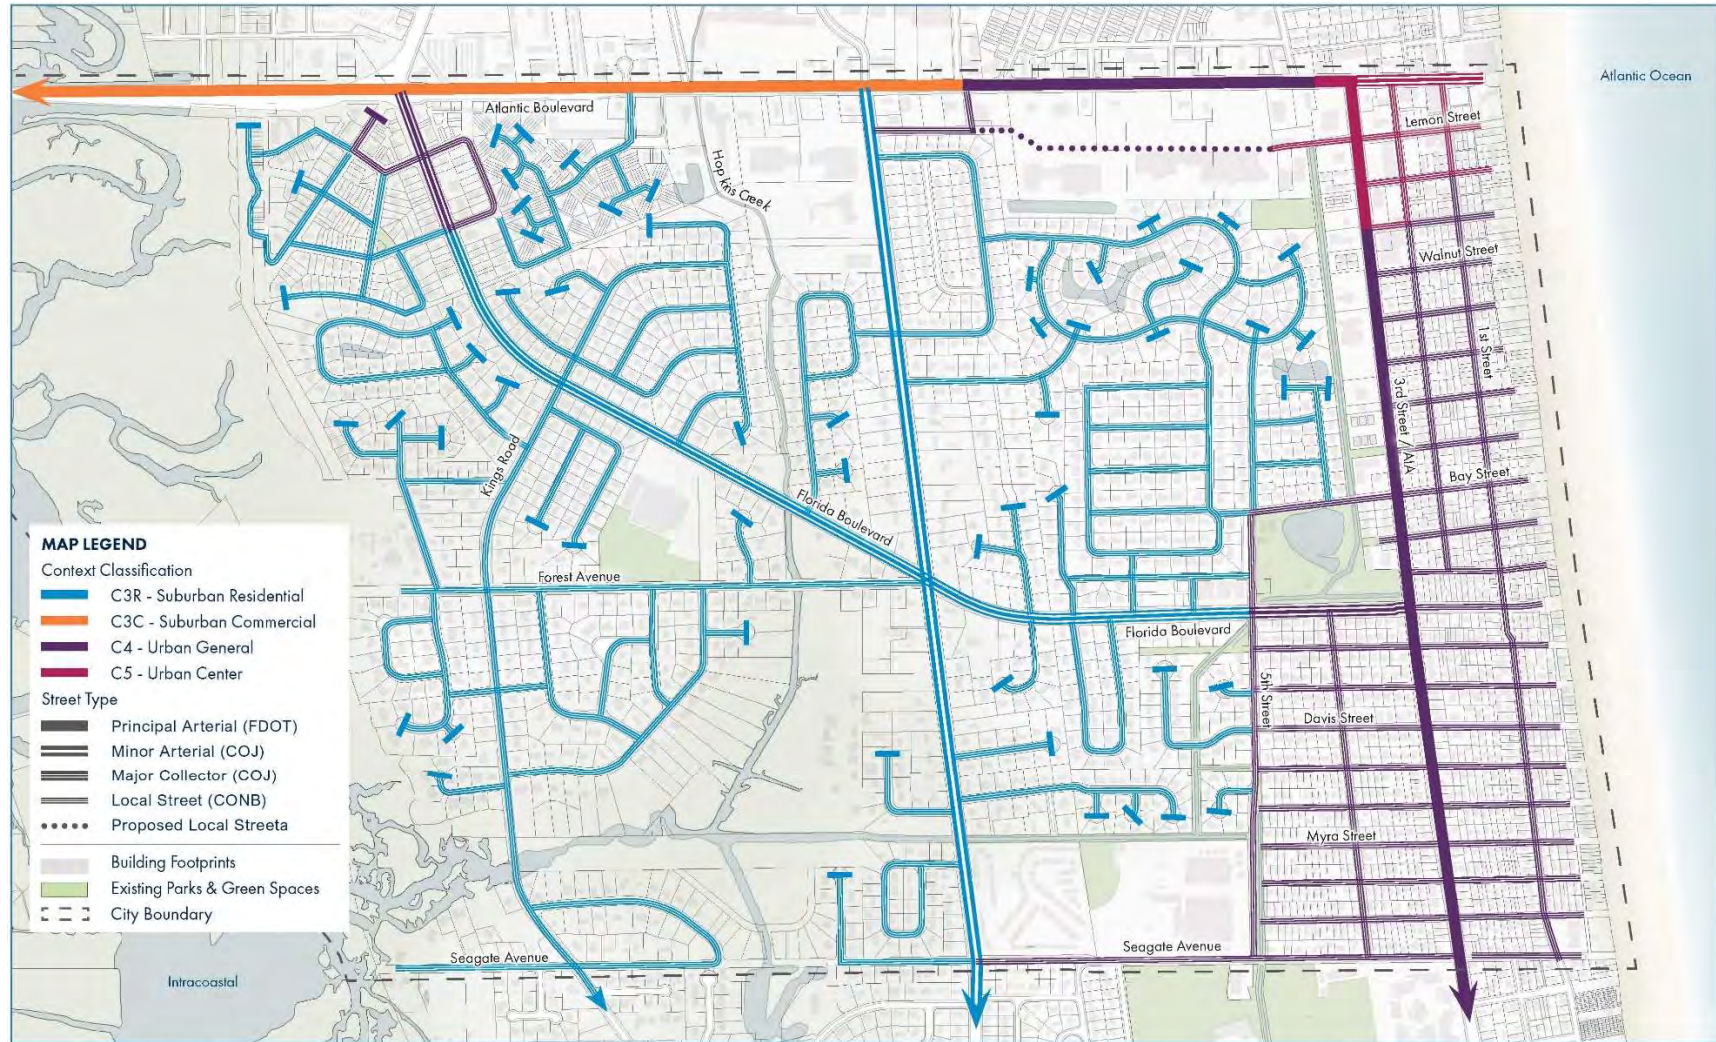 Atlantic Ocean
Atlantic Boulevard
Lemon Street
Hopkins Creek
Walnut Street
1st Street
3rd Street / A1A
Kings Road
Bay Street
Florida Boulevard
Forest Avenue
Florida Boulevard
5th Street
Davis Street
Myra Street
Seagate Avenue
Seagate Avenue
Intracoastal
MAP LEGEND
Context Classification
C3R - Suburban Residential
C3C - Suburban Commercial
C4 - Urban General
C5 - Urban Center
Street Type
Principal Arterial (FDOT)
Minor Arterial (COJ)
Major Collector (COJ)
Local Street (CONB)
Proposed Local Streeta
Building Footprints
Existing Parks & Green Spaces
City Boundary